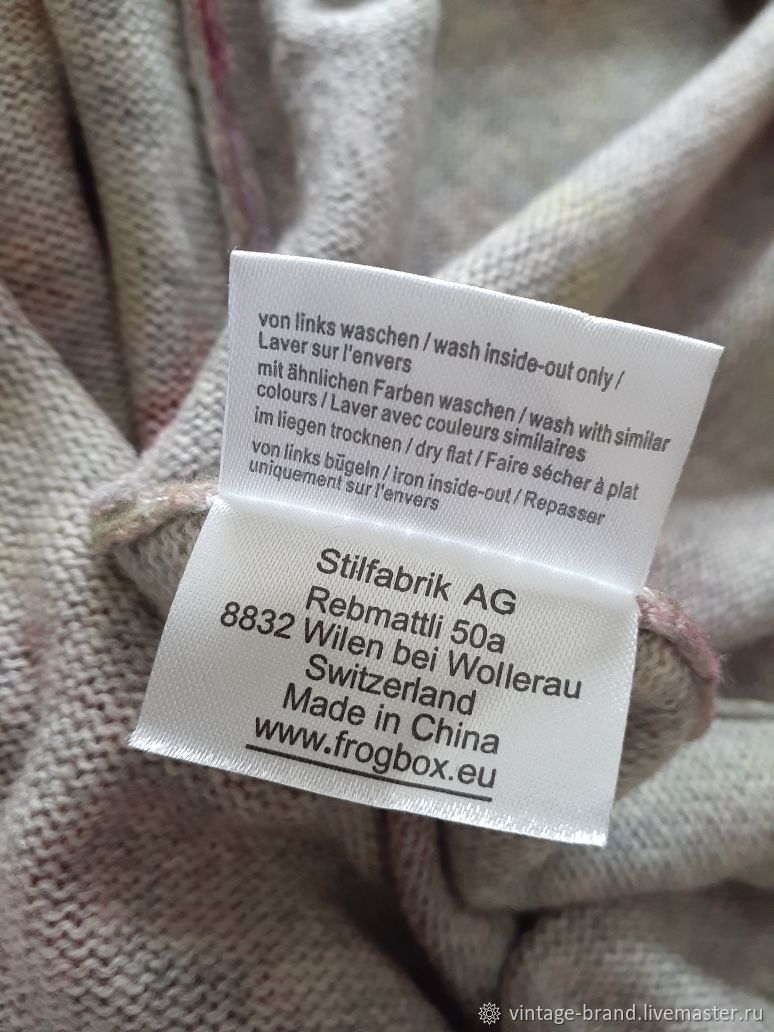 von links waschen / wash inside-out only /
Laver sur l'envers
mit ähnlichen Farben waschen / wash with similar
colours / Laver avec couleurs similaires
im liegen trocknen / dry flat / Faire sécher à plat
von links bügeln / iron inside-out / Repasser
uniquement sur l'envers
Stilfabrik AG
Rebmattli 50a
8832 Wilen bei Wollerau
Switzerland
Made in China
www.frogbox.eu
vintage-brand.livemaster.ru